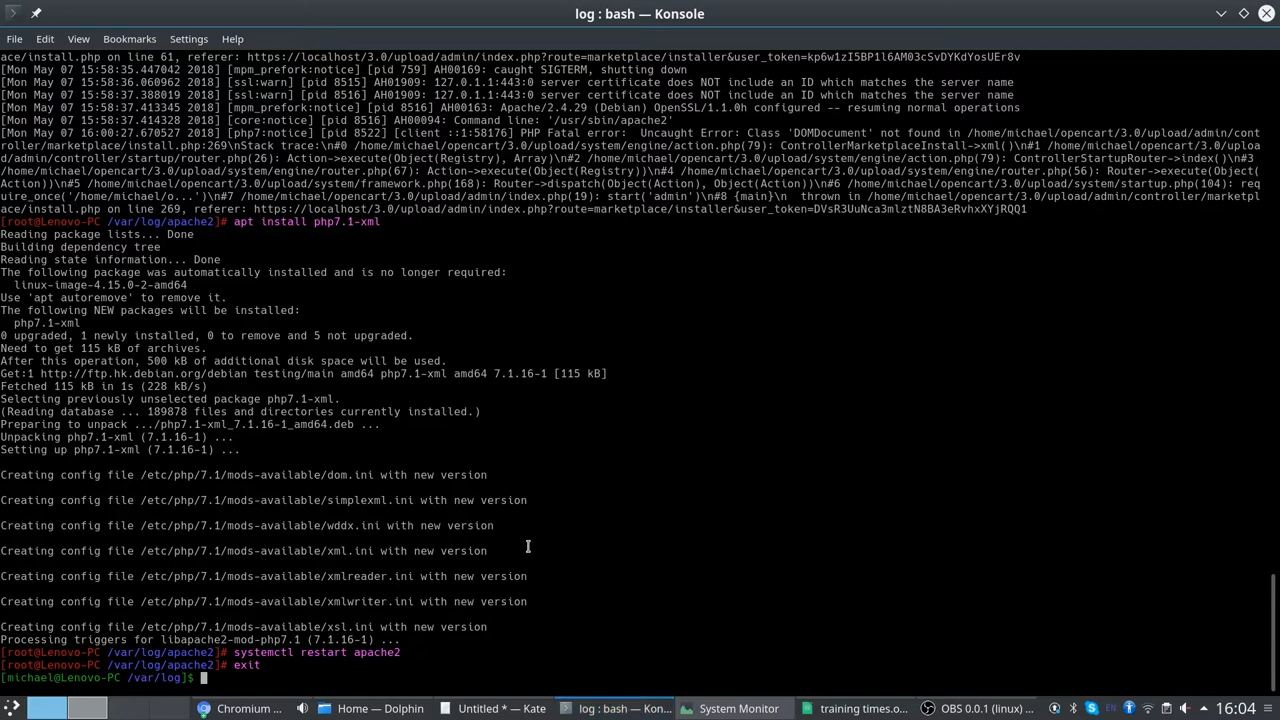 log : bash — Konsole
File Edit View Bookmarks Settings Help
ace/install.php on line 61, referer: https://localhost/3.0/upload/admin/index.php?route=marketplace/installer&user_token=kp6w1zI5BP1l6AM03cSvDYKdYosUEr8v
[Mon May 07 15:58:35.447042 2018] [mpm_prefork:notice] [pid 759] AH00169: caught SIGTERM, shutting down
[Mon May 07 15:58:36.060962 2018] [ssl:warn] [pid 8515] AH01909: 127.0.1.1:443:0 server certificate does NOT include an ID which matches the server name
[Mon May 07 15:58:37.388019 2018] [ssl:warn] [pid 8516] AH01909: 127.0.1.1:443:0 server certificate does NOT include an ID which matches the server name
[Mon May 07 15:58:37.413345 2018] [mpm_prefork:notice] [pid 8516] AH00163: Apache/2.4.29 (Debian) OpenSSL/1.1.0h configured -- resuming normal operations
[Mon May 07 15:58:37.414328 2018] [core:notice] [pid 8516] AH00094: Command line: '/usr/sbin/apache2'
[Mon May 07 16:00:27.670527 2018] [php7:notice] [pid 8522] [client ::1:58176] PHP Fatal error:  Uncaught Error: Class 'DOMDocument' not found in /home/michael/opencart/3.0/upload/admin/cont
roller/marketplace/install.php:269\nStack trace:\n#0 /home/michael/opencart/3.0/upload/system/engine/action.php(79): ControllerMarketplaceInstall->xml()\n#1 /home/michael/opencart/3.0/uploa
d/admin/controller/startup/router.php(26): Action->execute(Object(Registry), Array)\n#2 /home/michael/opencart/3.0/upload/system/engine/action.php(79): ControllerStartupRouter->index()\n#3
/home/michael/opencart/3.0/upload/system/engine/router.php(67): Action->execute(Object(Registry))\n#4 /home/michael/opencart/3.0/upload/system/engine/router.php(56): Router->execute(Object(
Action))\n#5 /home/michael/opencart/3.0/upload/system/framework.php(168): Router->dispatch(Object(Action), Object(Action))\n#6 /home/michael/opencart/3.0/upload/system/startup.php(104): req
uire_once('/home/michael/o...')\n#7 /home/michael/opencart/3.0/upload/admin/index.php(19): start('admin')\n#8 {main}\n  thrown in /home/michael/opencart/3.0/upload/admin/controller/marketpl
ace/install.php on line 269, referer: https://localhost/3.0/upload/admin/index.php?route=marketplace/installer&user_token=DVsR3UuNca3mlztN8BA3eRvhxXYjRQQ1
[root@Lenovo-PC /var/log/apache2]# apt install php7.1-xml
Reading package lists... Done
Building dependency tree
Reading state information... Done
The following package was automatically installed and is no longer required:
  linux-image-4.15.0-2-amd64
Use 'apt autoremove' to remove it.
The following NEW packages will be installed:
  php7.1-xml
0 upgraded, 1 newly installed, 0 to remove and 5 not upgraded.
Need to get 115 kB of archives.
After this operation, 500 kB of additional disk space will be used.
Get:1 http://ftp.hk.debian.org/debian testing/main amd64 php7.1-xml amd64 7.1.16-1 [115 kB]
Fetched 115 kB in 1s (228 kB/s)
Selecting previously unselected package php7.1-xml.
(Reading database ... 189878 files and directories currently installed.)
Preparing to unpack .../php7.1-xml_7.1.16-1_amd64.deb ...
Unpacking php7.1-xml (7.1.16-1) ...
Setting up php7.1-xml (7.1.16-1) ...
Creating config file /etc/php/7.1/mods-available/dom.ini with new version
Creating config file /etc/php/7.1/mods-available/simplexml.ini with new version
Creating config file /etc/php/7.1/mods-available/wddx.ini with new version
Creating config file /etc/php/7.1/mods-available/xml.ini with new version
Creating config file /etc/php/7.1/mods-available/xmlreader.ini with new version
Creating config file /etc/php/7.1/mods-available/xmlwriter.ini with new version
Creating config file /etc/php/7.1/mods-available/xsl.ini with new version
Processing triggers for libapache2-mod-php7.1 (7.1.16-1) ...
[root@Lenovo-PC /var/log/apache2]# systemctl restart apache2
[root@Lenovo-PC /var/log/apache2]# exit
[michael@Lenovo-PC /var/log]$
Chromium ... Home — Dolphin Untitled * — Kate log : bash — Kon... System Monitor training times.o... OBS 0.0.1 (linux) ... EN 16:04